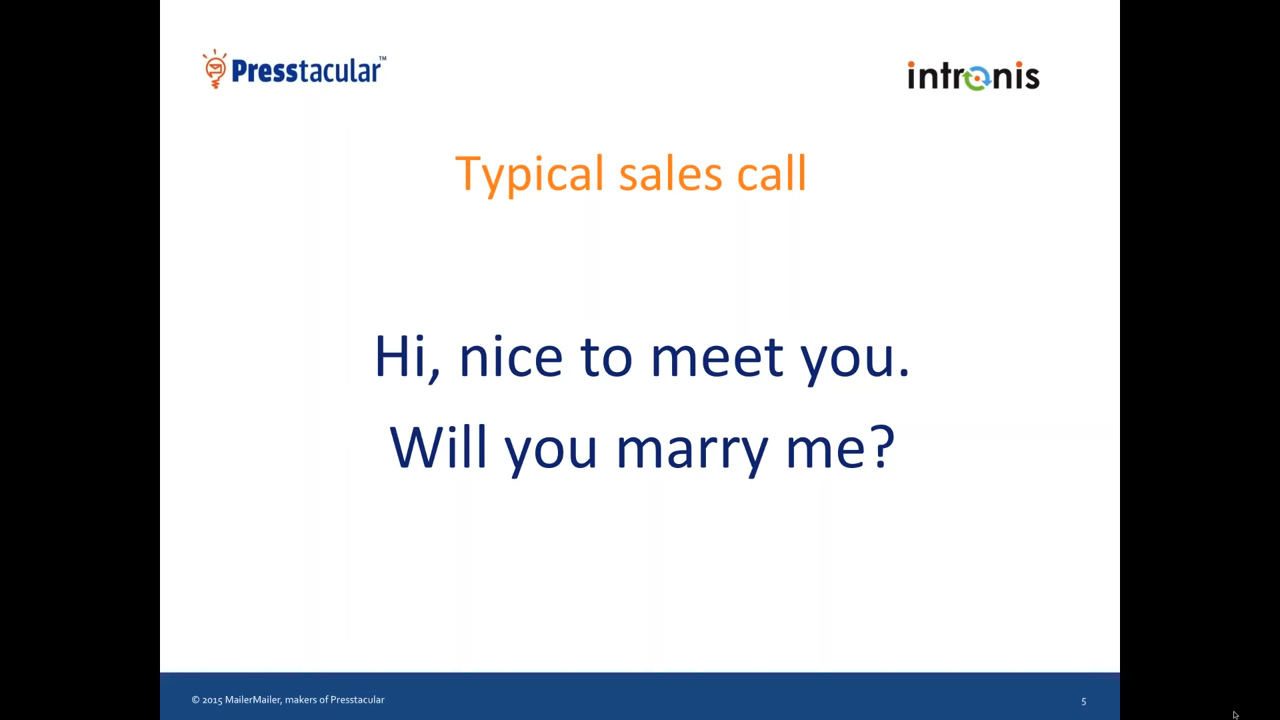 Presstacular™
intronis
Typical sales call
Hi, nice to meet you.
Will you marry me?
© 2015 MailerMailer, makers of Presstacular
5